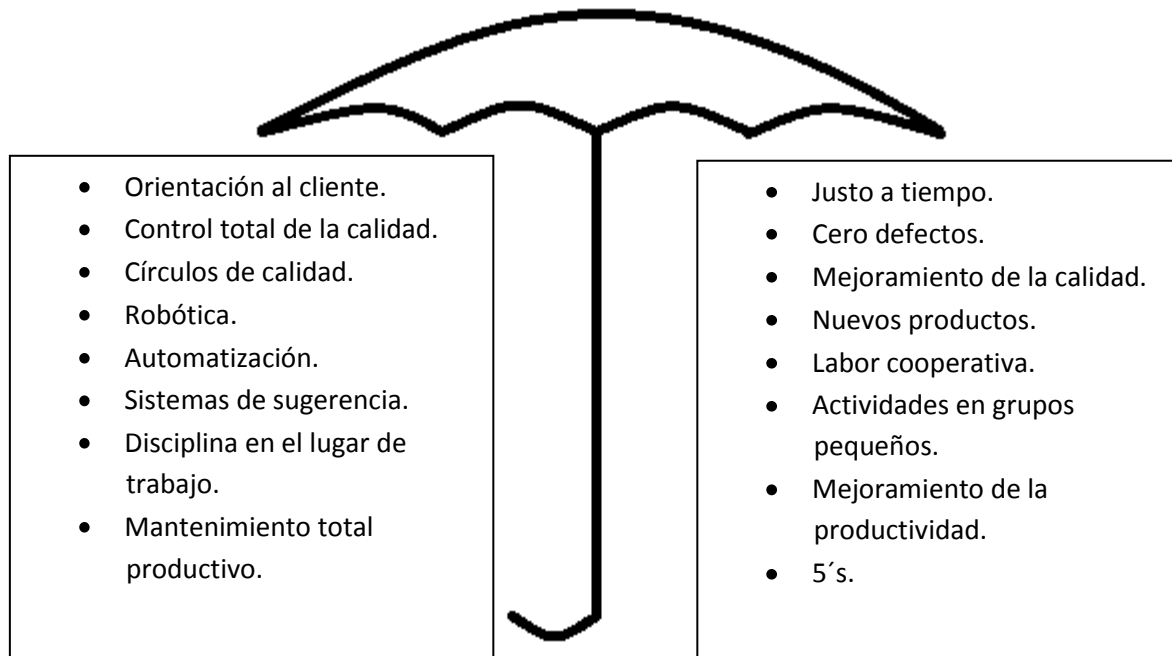 • Orientación al cliente.
• Control total de la calidad.
• Círculos de calidad.
• Robótica.
• Automatización.
• Sistemas de sugerencia.
• Disciplina en el lugar de
trabajo.
• Mantenimiento total
productivo.
• Justo a tiempo.
• Cero defectos.
• Mejoramiento de la calidad.
• Nuevos productos.
• Labor cooperativa.
• Actividades en grupos
pequeños.
• Mejoramiento de la
productividad.
• 5´s.